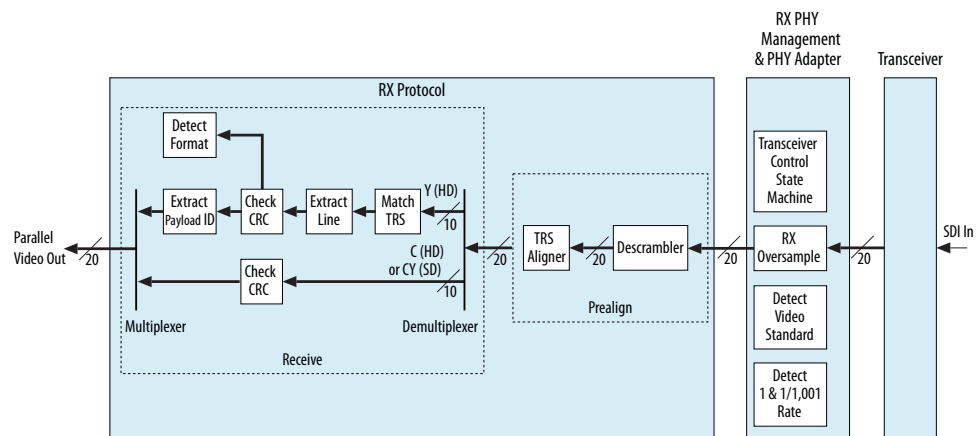 RX PHY
Management
& PHY Adapter
Transceiver
RX Protocol
Detect
Format
Transceiver
Control
State
Machine
Extract
Payload ID
Check
CRC
Extract
Line
Match
TRS
Y (HD)
10
Parallel
Video Out
20
C (HD)
or CY (SD)
10
20
TRS
Aligner
20
Descrambler
20
RX
Oversample
20
SDI In
Check
CRC
Prealign
Detect
Video
Standard
Multiplexer
Demultiplexer
Receive
Detect
1 & 1/1,001
Rate